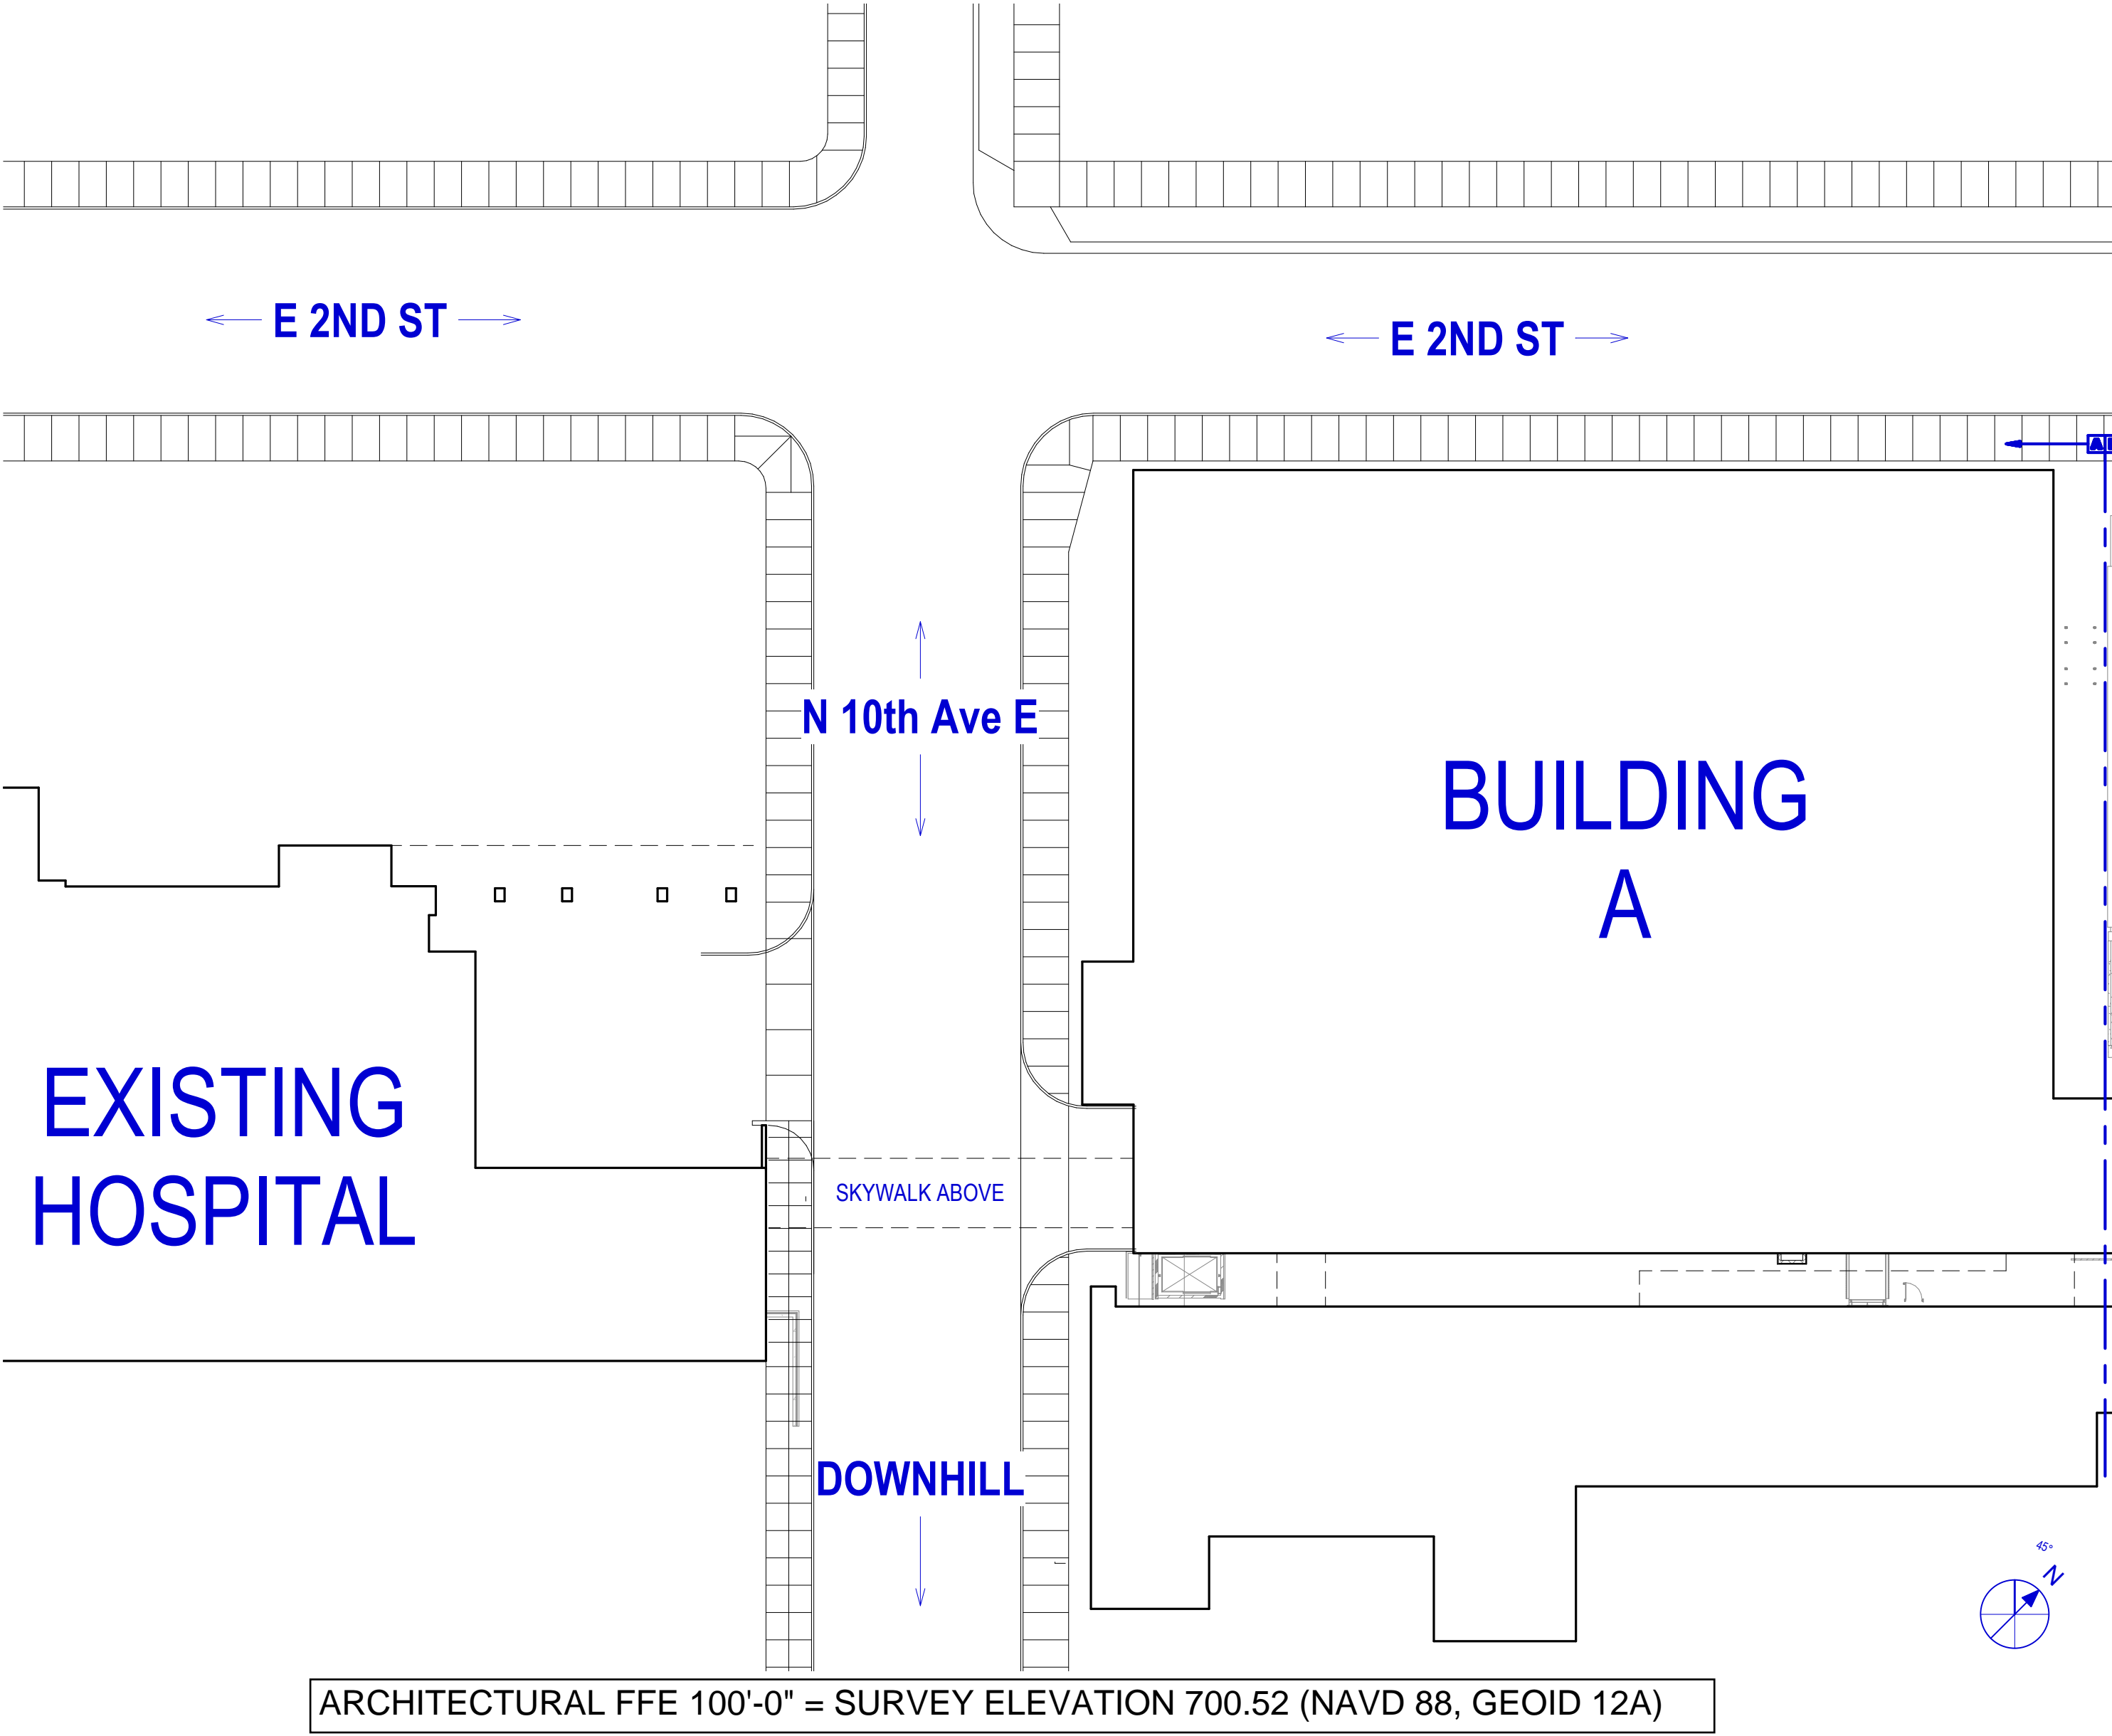 E 2ND ST
E 2ND ST
N 10th Ave E
BUILDING
A
EXISTING
HOSPITAL
SKYWALK ABOVE
DOWNHILL
45°
N
ARCHITECTURAL FFE 100'-0" = SURVEY ELEVATION 700.52 (NAVD 88, GEOID 12A)